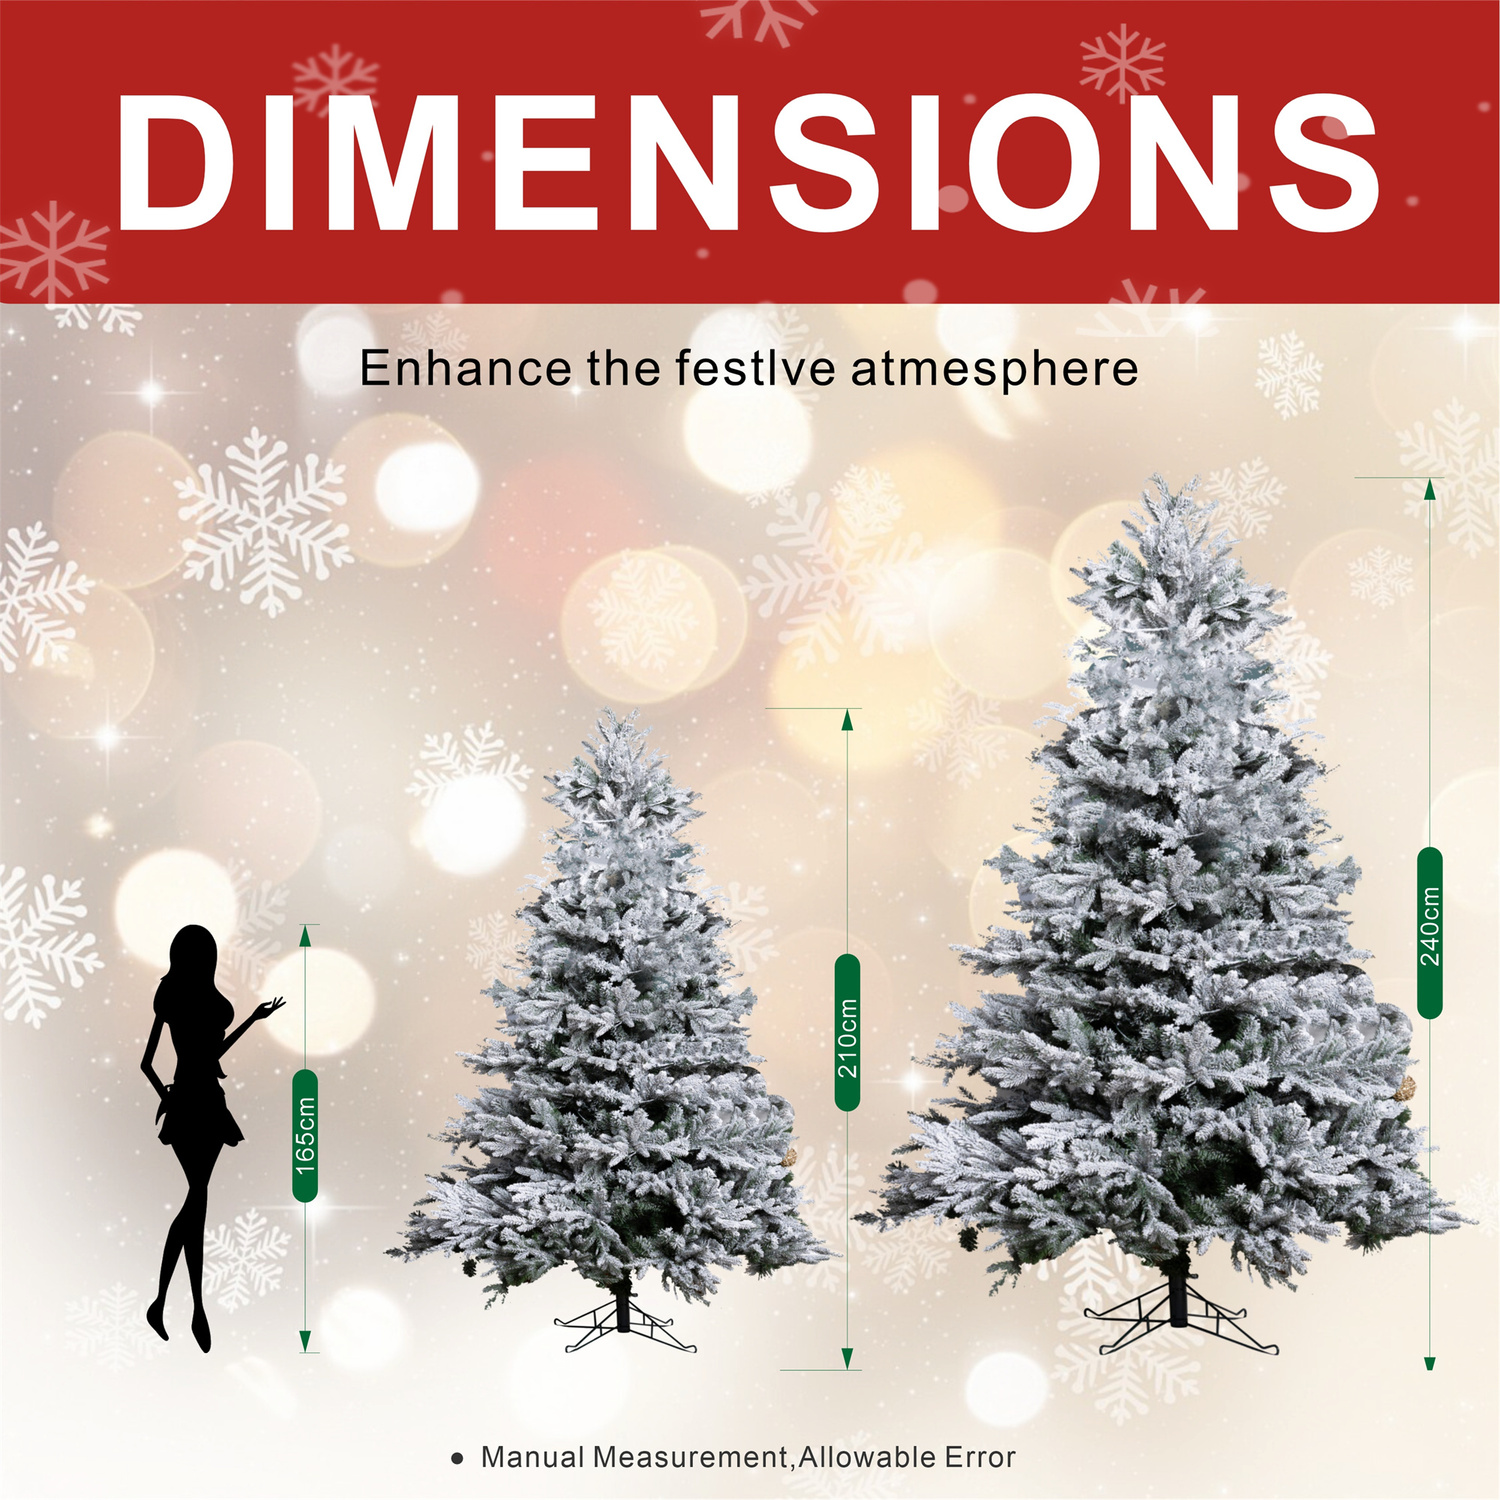 DIMENSIONS
Enhance the festlve atmesphere
240cm
210cm
165cm
● Manual Measurement,Allowable Error